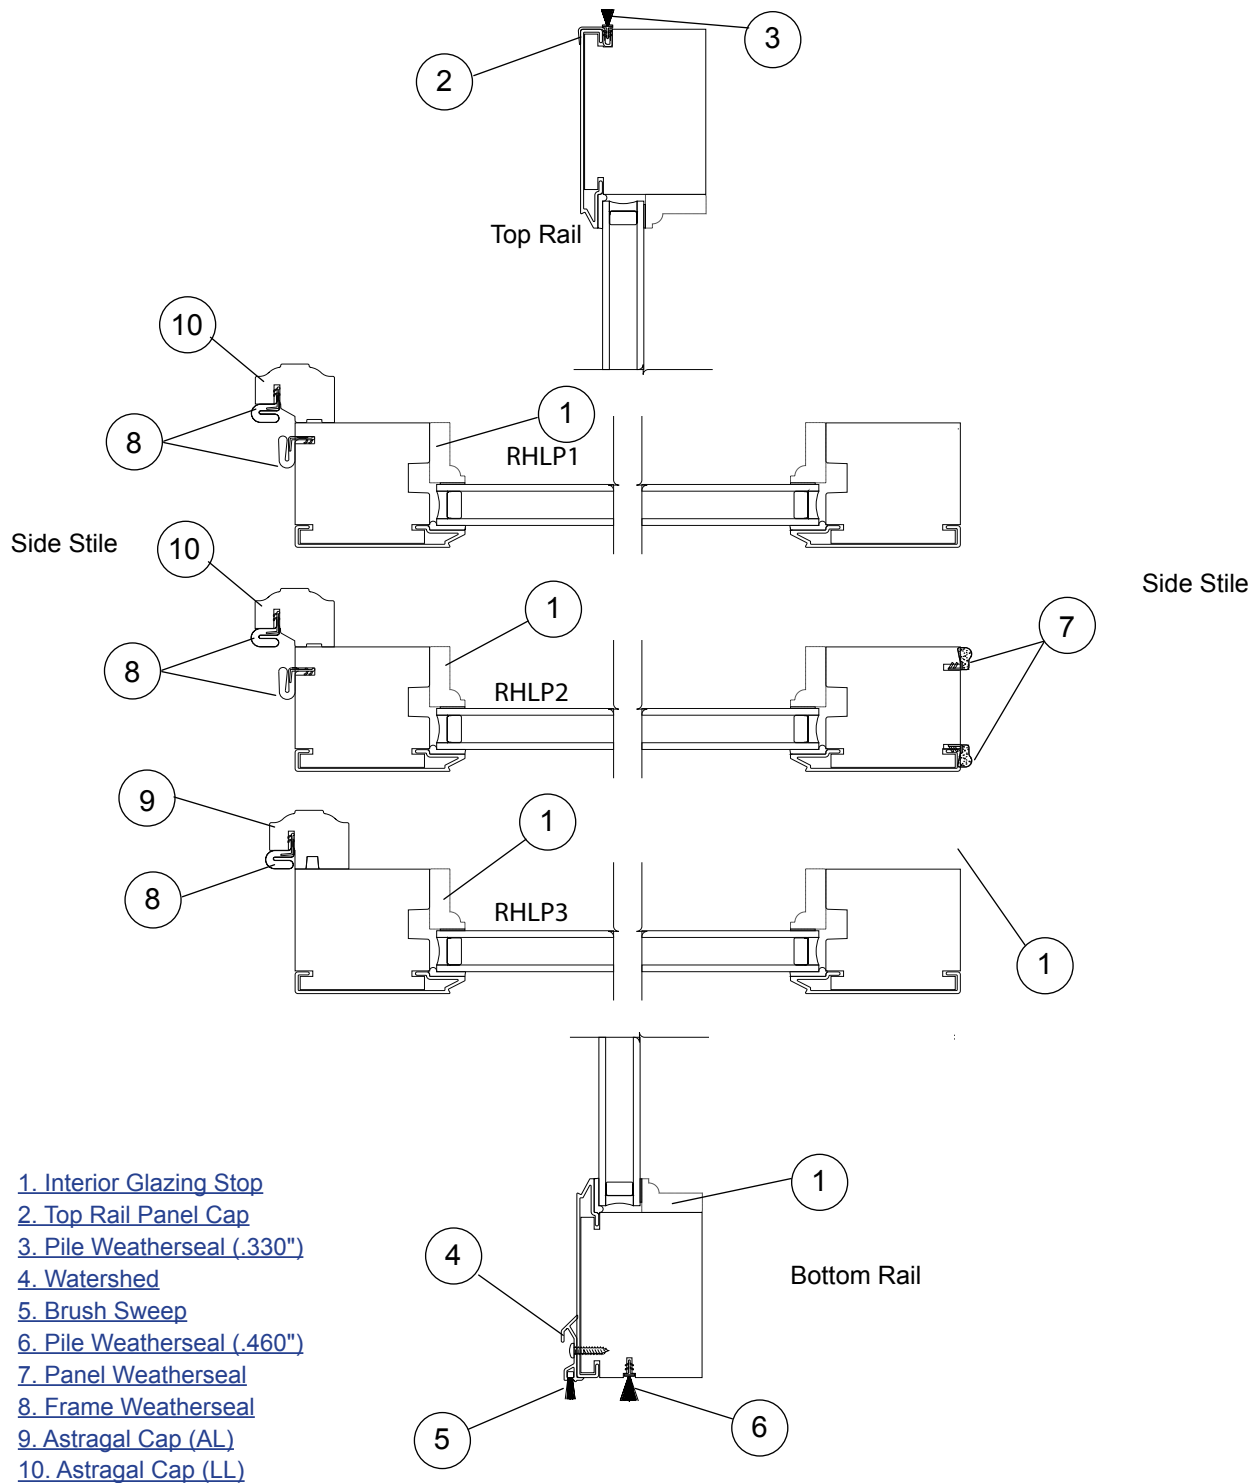 3
2
Top Rail
10
8
1
RHLP1
Side Stile
10
Side Stile
8
1
7
RHLP2
9
1
8
RHLP3
1
1
4
Bottom Rail
5
6
1. Interior Glazing Stop
2. Top Rail Panel Cap
3. Pile Weatherseal (.330")
4. Watershed
5. Brush Sweep
6. Pile Weatherseal (.460")
7. Panel Weatherseal
8. Frame Weatherseal
9. Astragal Cap (AL)
10. Astragal Cap (LL)